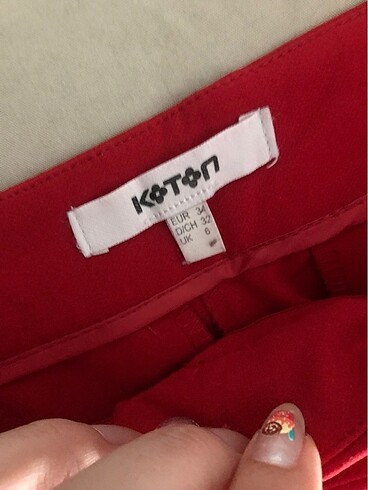 KOTON
EUR 34
D/CH 32
UK 6